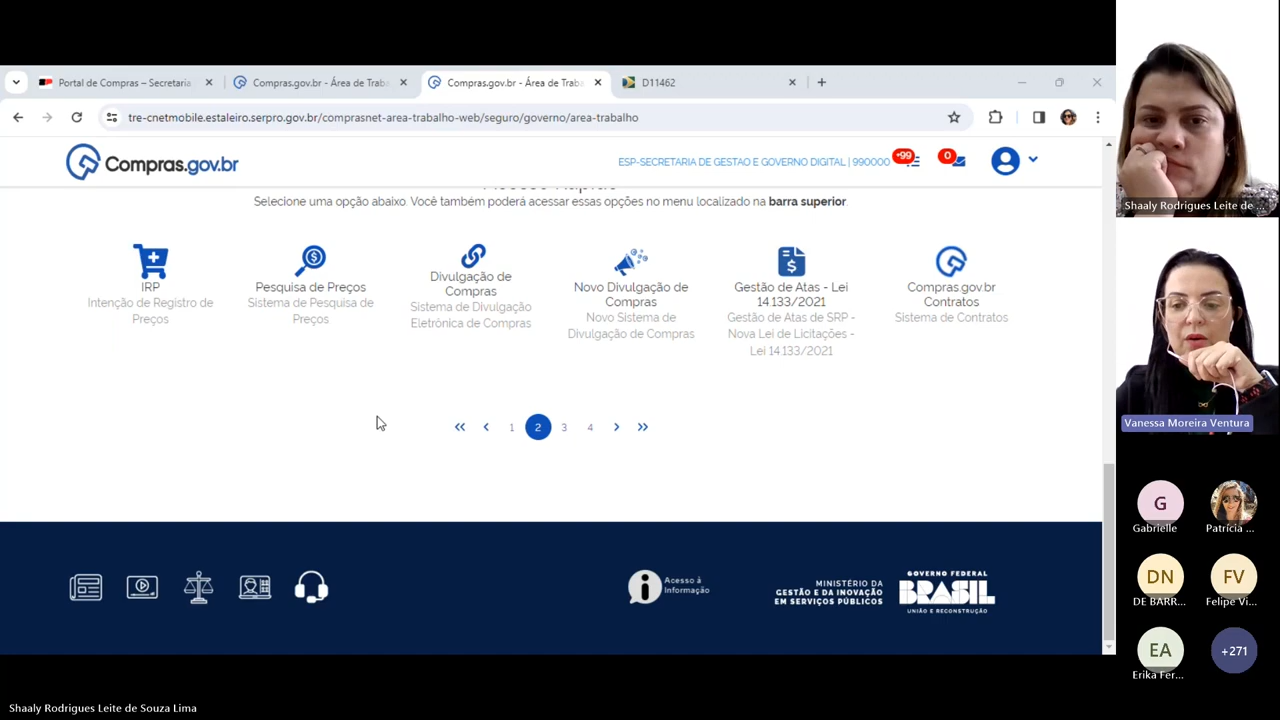 Portal de Compras – Secretaria
Compras.gov.br - Área de Traba
Compras.gov.br - Área de Traba
D11462
tre-cnetmobile.estaleiro.serpro.gov.br/comprasnet-area-trabalho-web/seguro/governo/area-trabalho
Compras.gov.br
ESP-SECRETARIA DE GESTAO E GOVERNO DIGITAL | 990000
+99
0
Selecione uma opção abaixo. Você também poderá acessar essas opções no menu localizado na barra superior.
IRP
Intenção de Registro de
Preços
Pesquisa de Preços
Sistema de Pesquisa de
Preços
Divulgação de
Compras
Sistema de Divulgação
Eletrônica de Compras
Novo Divulgação de
Compras
Novo Sistema de
Divulgação de Compras
Gestão de Atas - Lei
14.133/2021
Gestão de Atas de SRP -
Nova Lei de Licitações -
Lei 14.133/2021
Compras.gov.br
Contratos
Sistema de Contratos
1
2
3
4
Acesso à
Informação
MINISTÉRIO DA
GESTÃO E DA INOVAÇÃO
EM SERVIÇOS PÚBLICOS
GOVERNO FEDERAL
BRASIL
UNIÃO E RECONSTRUÇÃO
Shaaly Rodrigues Leite de ...
Vanessa Moreira Ventura
G
Gabrielle
Patrícia ...
DN
DE BARR...
FV
Felipe Vi...
EA
Erika Fer...
+271
Shaaly Rodrigues Leite de Souza Lima